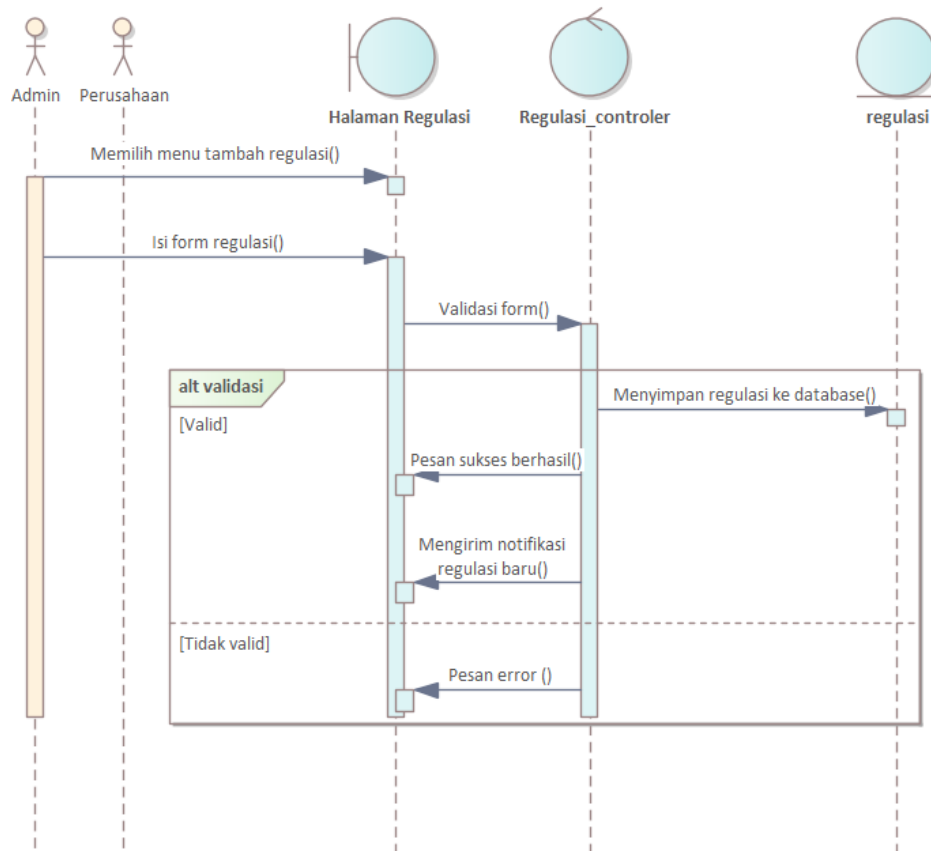 Admin
Perusahaan
Halaman Regulasi
Regulasi_controler
regulasi
Memilih menu tambah regulasi()
Isi form regulasi()
Validasi form()
alt validasi
Menyimpan regulasi ke database()
[Valid]
Pesan sukses berhasil()
Mengirim notifikasi
regulasi baru()
[Tidak valid]
Pesan error ()